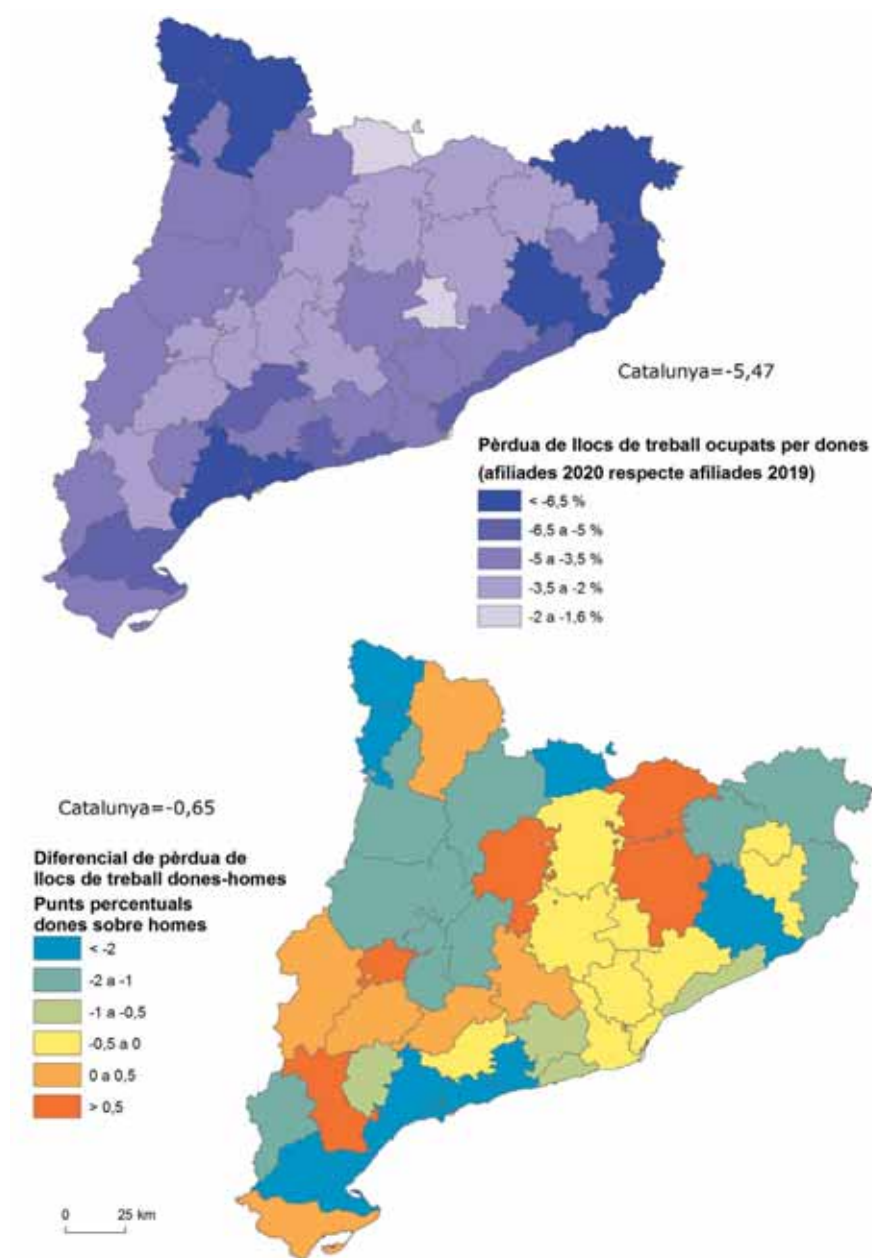 Catalunya=-5,47
Pèrdua de llocs de treball ocupats per dones
(afiliades 2020 respecte afiliades 2019)
< -6,5 %
-6,5 a -5 %
-5 a -3,5 %
-3,5 a -2 %
-2 a -1,6 %
Catalunya=-0,65
Diferencial de pèrdua de
llocs de treball dones-homes
Punts percentuals
dones sobre homes
< -2
-2 a -1
-1 a -0,5
-0,5 a 0
0 a 0,5
> 0,5
0 25 km